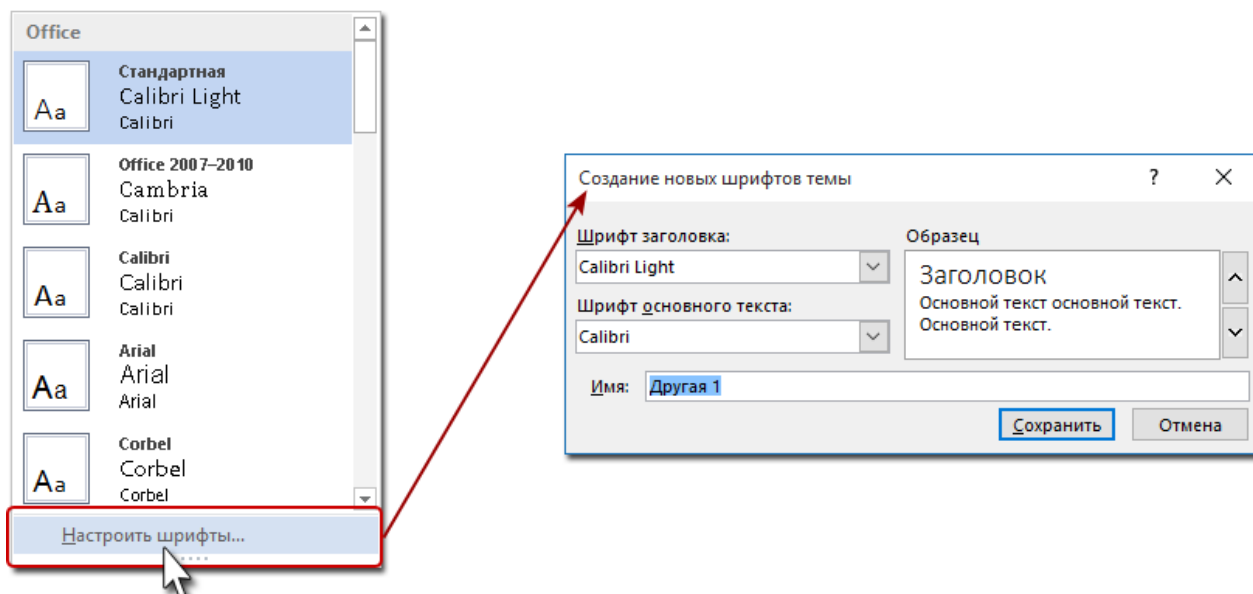 Office
Aa
Стандартная
Calibri Light
Calibri
Aa
Office 2007–2010
Cambria
Calibri
Aa
Calibri
Calibri
Calibri
Aa
Arial
Arial
Arial
Aa
Corbel
Corbel
Corbel
Настроить шрифты...
Создание новых шрифтов темы
?
Шрифт заголовка:
Calibri Light
Шрифт основного текста:
Calibri
Образец
Заголовок
Основной текст основной текст.
Основной текст.
Имя: Другая 1
Сохранить Отмена